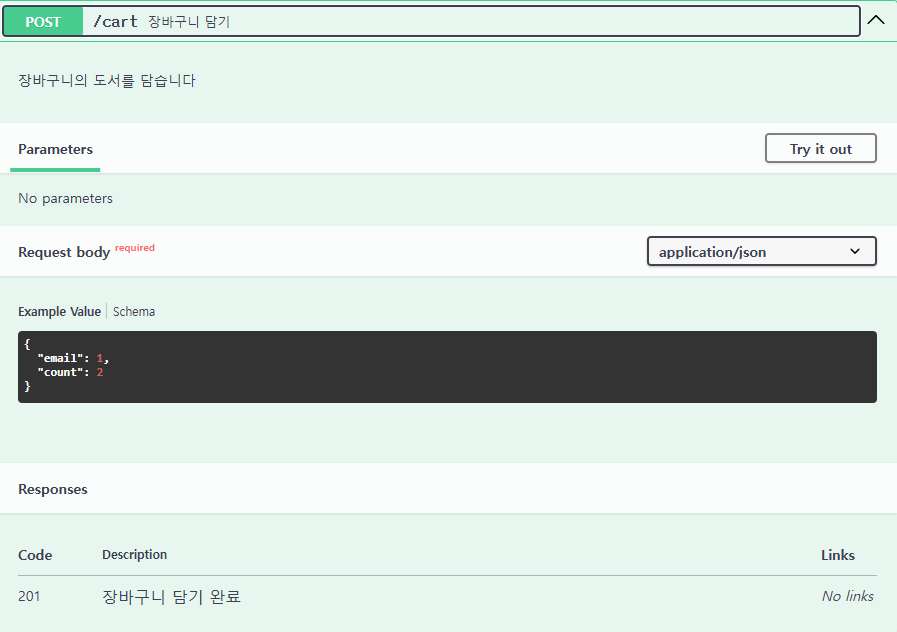 POST /cart 장바구니 담기
장바구니의 도서를 담습니다
Parameters
Try it out
No parameters
Request body required
application/json
Example Value | Schema
{
  "email": 1,
  "count": 2
}
Responses
Code Description Links
201 장바구니 담기 완료 No links